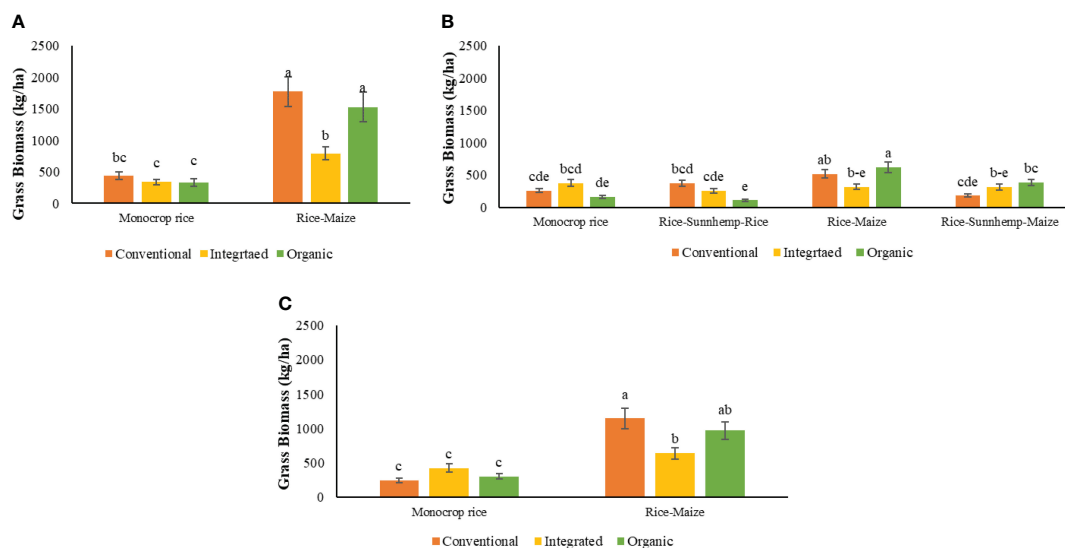 A
Grass Biomass (kg/ha)
2500
2000
1500
1000
500
0
bc c c a b a
Monocrop rice Rice-Maize
Conventional Integrtaed Organic
B
Grass Biomass (kg/ha)
2500
2000
1500
1000
500
0
cde bcd de bcd cde e ab b-e a cde b-e bc
Monocrop rice Rice-Sunnhemp-Rice Rice-Maize Rice-Sunnhemp-Maize
Conventional Integrtaed Organic
C
Grass Biomass (kg/ha)
2500
2000
1500
1000
500
0
c c c a b ab
Monocrop rice Rice-Maize
Conventional Integrated Organic